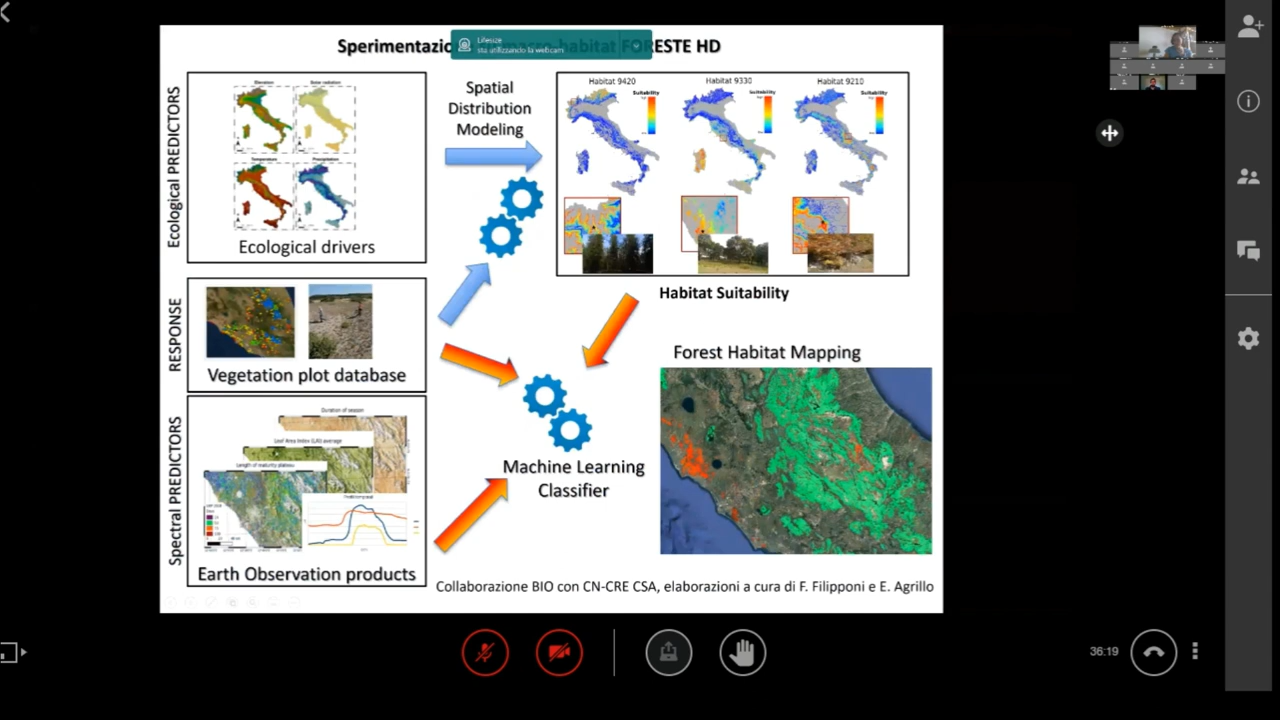 Sperimentazio
FORESTE HD
Lifesize
sta utilizzando la webcam
Ecological PREDICTORS
Elevation
Solar radiation
Temperature
Precipitation
Ecological drivers
Spatial
Distribution
Modeling
Habitat 9420
Habitat 9330
Habitat 9210
Suitability
Suitability
Suitability
Habitat Suitability
RESPONSE
Vegetation plot database
Spectral PREDICTORS
Duration of season
Leaf Area Index (LAI) average
Length of maturity plateau
Earth Observation products
Machine Learning
Classifier
Forest Habitat Mapping
Collaborazione BIO con CN-CRE CSA, elaborazioni a cura di F. Filipponi e E. Agrillo
36:19